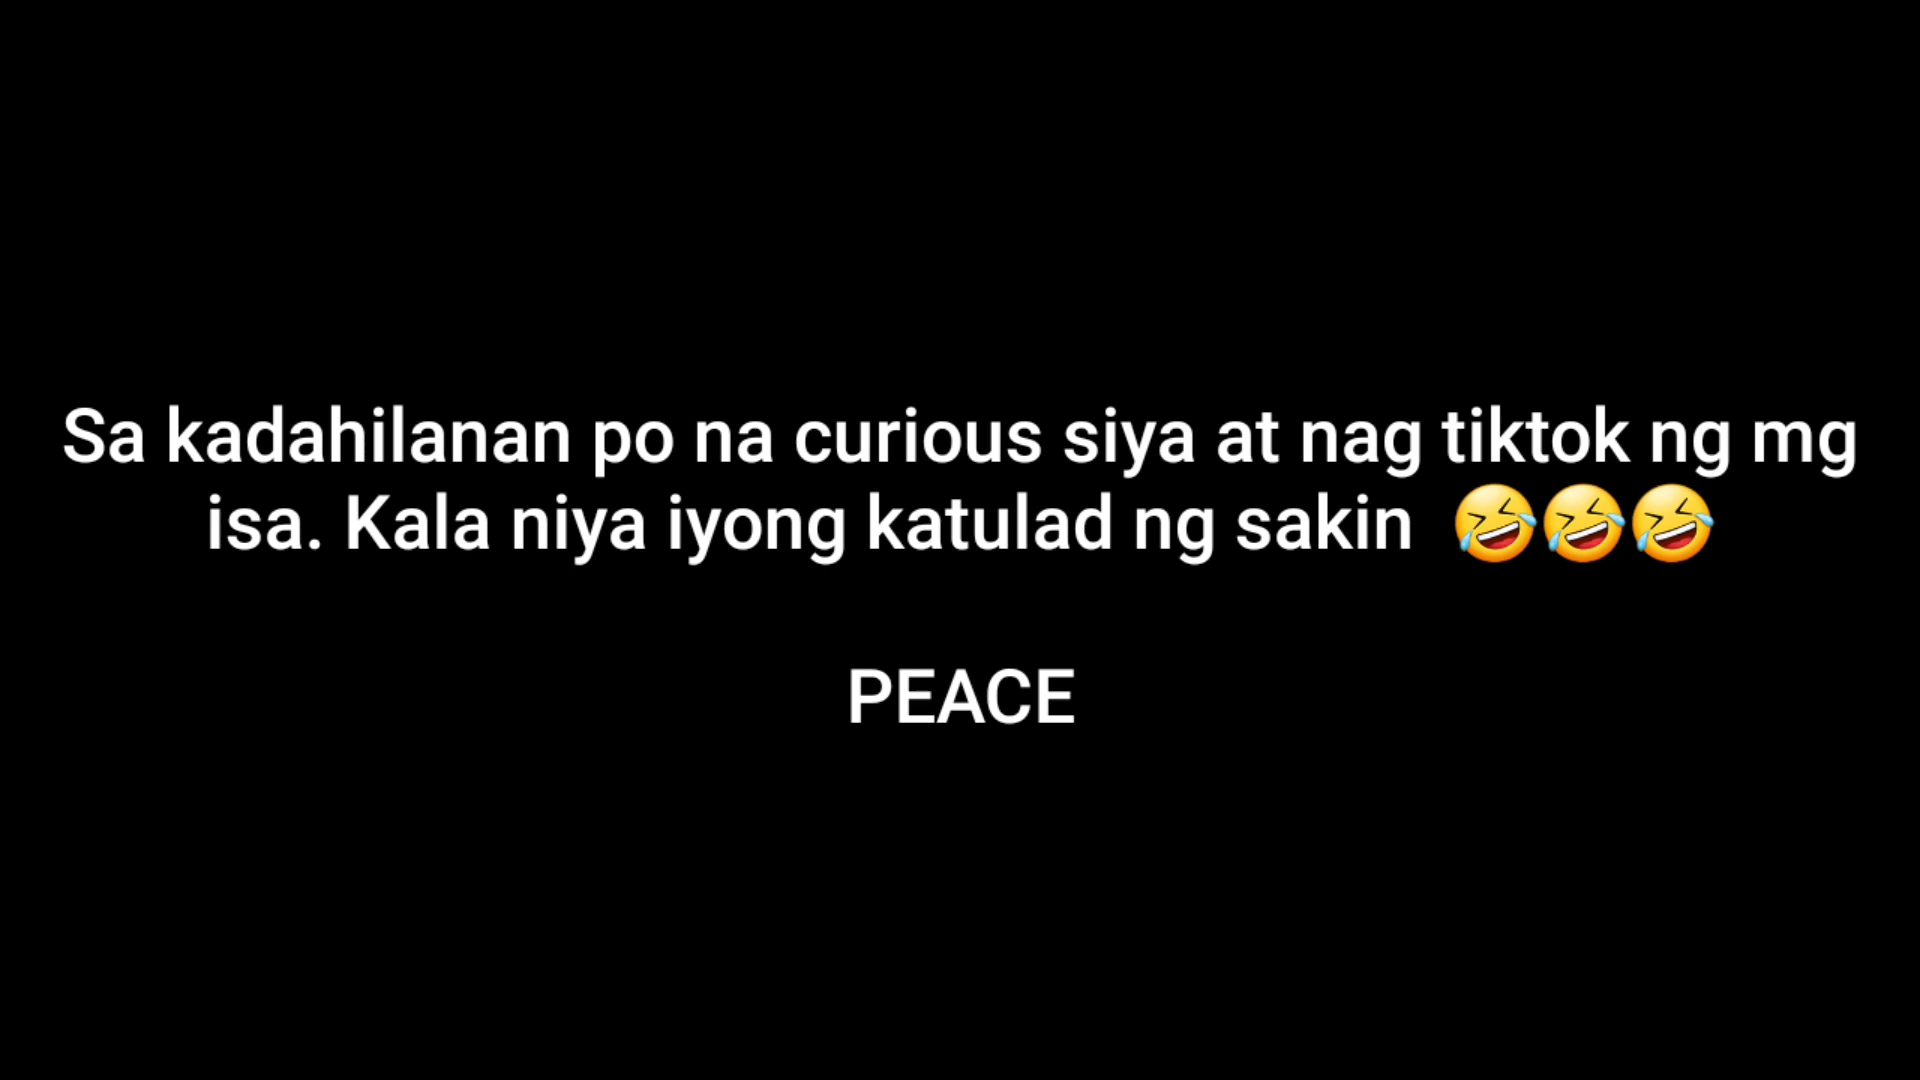 Sa kadahilanan po na curious siya at nag tiktok ng mg
isa. Kala niya iyong katulad ng sakin 🤣🤣🤣
PEACE